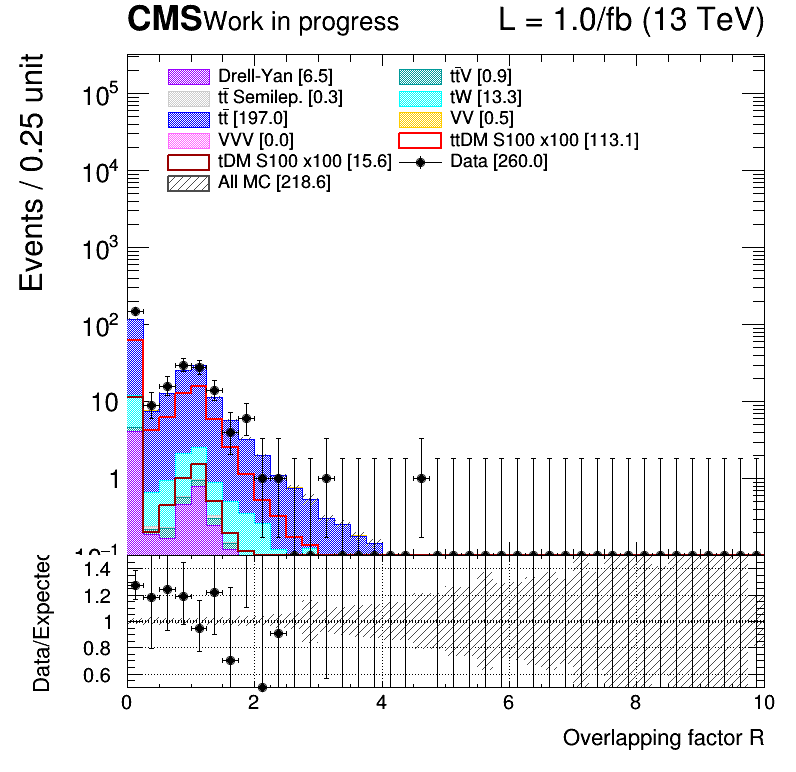 CMS Work in progress L = 1.0/fb (13 TeV)
Drell-Yan [6.5] tt̄V [0.9]
tt̄ Semilep. [0.3] tW [13.3]
tt̄ [197.0] VV [0.5]
VVV [0.0] ttDM S100 x100 [113.1]
tDM S100 x100 [15.6] Data [260.0]
All MC [218.6]
Events / 0.25 unit
10⁵
10⁴
10³
10²
10
1
10⁻¹
Data/Expected
1.4
1.2
1
0.8
0.6
0 2 4 6 8 10
Overlapping factor R